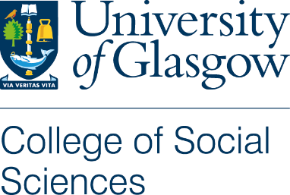 University
of Glasgow
VIA VERITAS VITA
College of Social
Sciences